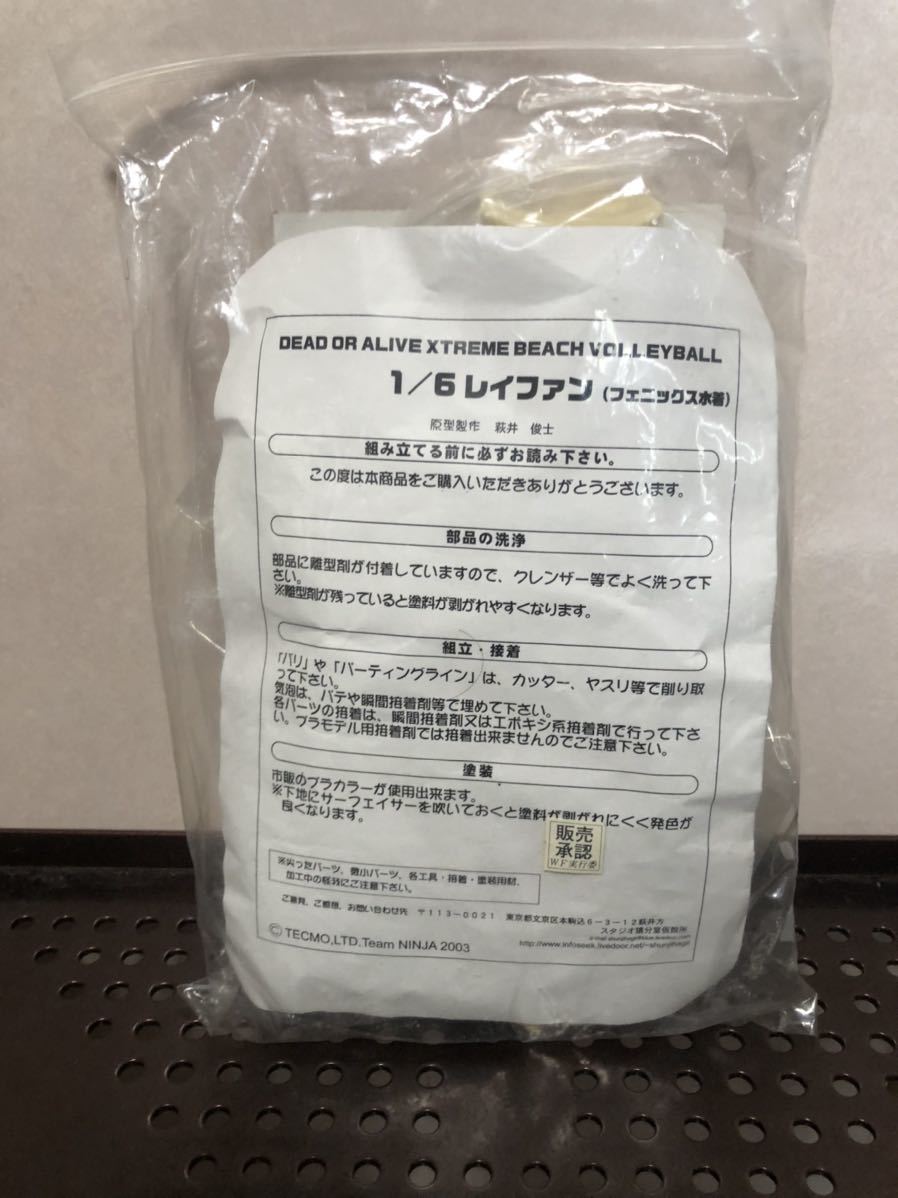 DEAD OR ALIVE XTREME BEACH VOLLEYBALL
1/6 レイファン (フェニックス水着)
原型製作 萩井 俊士
組み立てる前に必ずお読み下さい。
この度は本商品をご購入いただきありがとうございます。
部品の洗浄
部品に離型剤が付着していますので、クレンザー等でよく洗って下
さい。
※離型剤が残っていると塗料が剥がれやすくなります。
組立・接着
「バリ」や「パーティングライン」は、カッター、ヤスリ等で削り取
って下さい。
気泡は、パテや瞬間接着剤等で埋めて下さい。
各パーツの接着は、瞬間接着剤又はエポキシ系接着剤で行って下さ
い。プラモデル用接着剤では接着出来ませんのでご注意下さい。
塗装
市販のプラカラーが使用出来ます。
※下地にサーフェイサーを吹いておくと塗料が剥がれにくく発色が
良くなります。
販売
承認
WF実行委
※尖ったパーツ、微小パーツ、各工具・接着・塗装用材、
加工中の怪我にご注意下さい。
ご意見、ご感想、お問い合わせ先 〒113-0021 東京都文京区本駒込6-3-12萩井方
スタジオ鎮分室仮設所
©TECMO,LTD.Team NINJA 2003